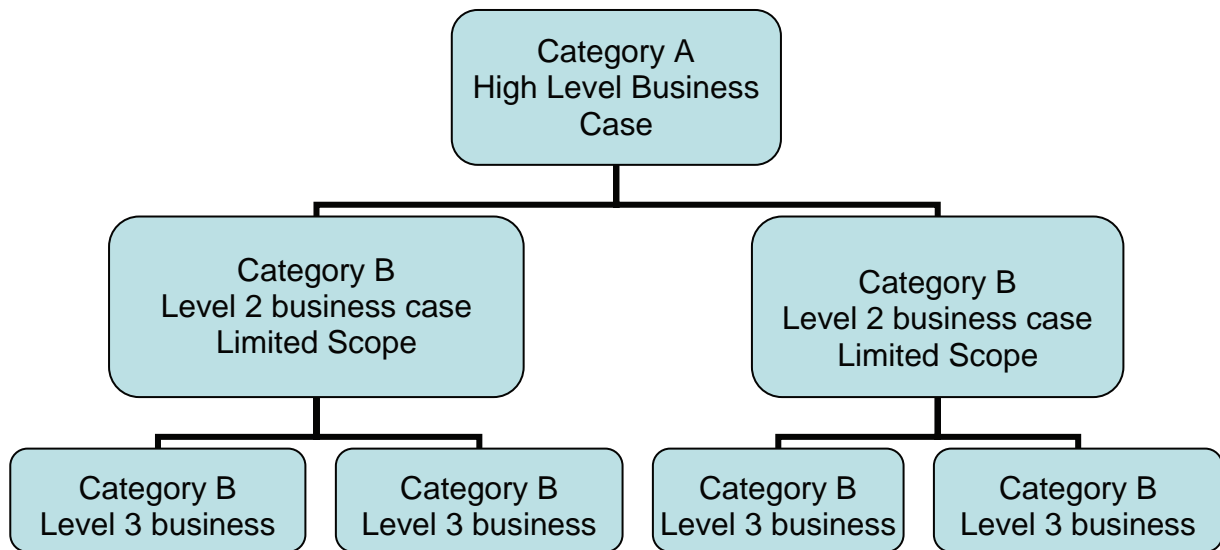 Category A
High Level Business
Case
Category B
Level 2 business case
Limited Scope
Category B
Level 2 business case
Limited Scope
Category B
Level 3 business
Category B
Level 3 business
Category B
Level 3 business
Category B
Level 3 business